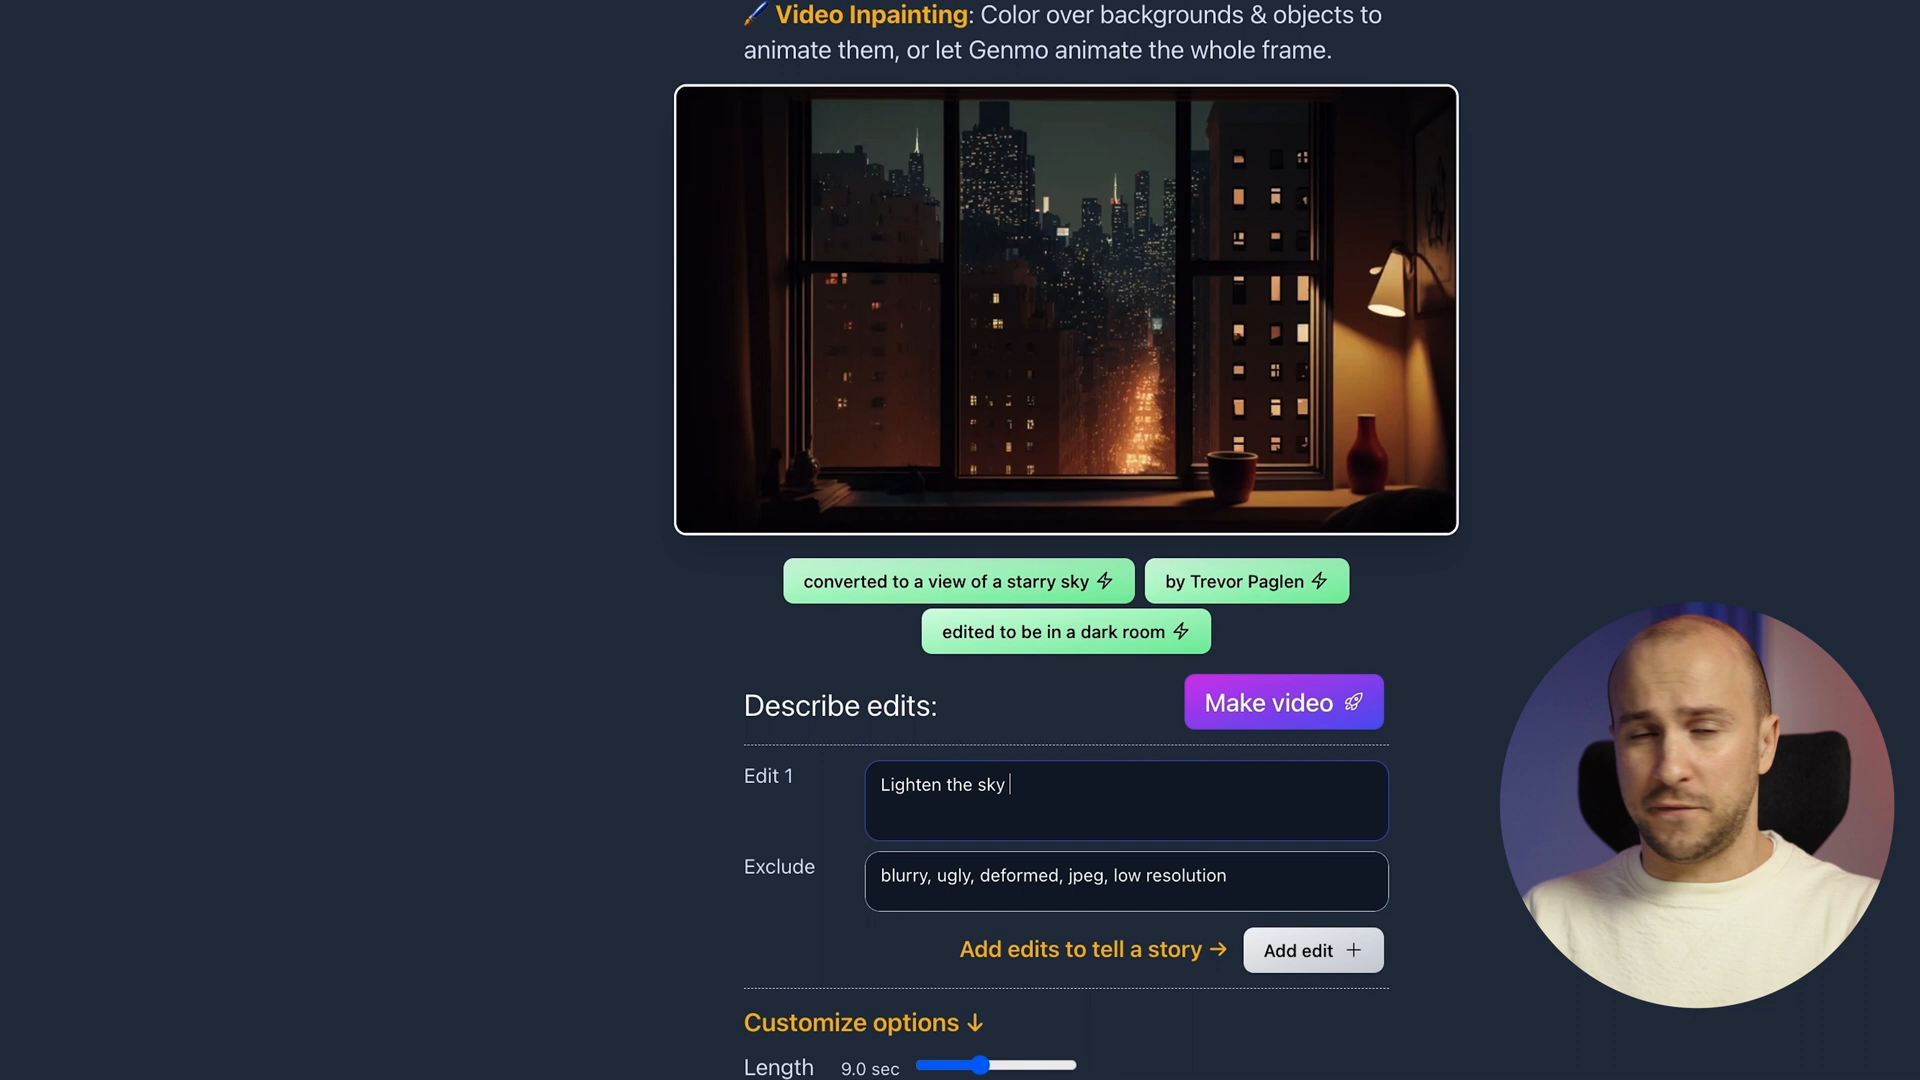 Video Inpainting: Color over backgrounds & objects to
animate them, or let Genmo animate the whole frame.
converted to a view of a starry sky
by Trevor Paglen
edited to be in a dark room
Describe edits:
Make video
Edit 1
Lighten the sky
Exclude
blurry, ugly, deformed, jpeg, low resolution
Add edits to tell a story →
Add edit +
Customize options ↓
Length 9.0 sec